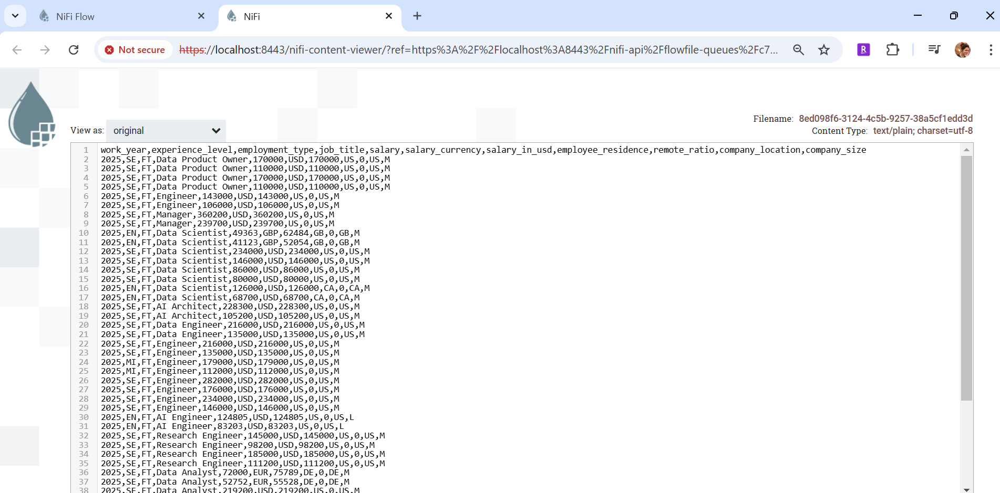 NiFi Flow
NiFi
Not secure
https://localhost:8443/nifi-content-viewer/?ref=https%3A%2F%2Flocalhost%3A8443%2Fnifi-api%2Fflowfile-queues%2Fc7...
R
Filename: 8ed098f6-3124-4c5b-9257-38a5cf1edd3d
View as: original
Content Type: text/plain; charset=utf-8
1 work_year,experience_level,employment_type,job_title,salary,salary_currency,salary_in_usd,employee_residence,remote_ratio,company_location,company_size
2 2025,SE,FT,Data Product Owner,170000,USD,170000,US,0,US,M
3 2025,SE,FT,Data Product Owner,110000,USD,110000,US,0,US,M
4 2025,SE,FT,Data Product Owner,170000,USD,170000,US,0,US,M
5 2025,SE,FT,Data Product Owner,110000,USD,110000,US,0,US,M
6 2025,SE,FT,Engineer,143000,USD,143000,US,0,US,M
7 2025,SE,FT,Engineer,106000,USD,106000,US,0,US,M
8 2025,SE,FT,Manager,360200,USD,360200,US,0,US,M
9 2025,SE,FT,Manager,239700,USD,239700,US,0,US,M
10 2025,EN,FT,Data Scientist,49363,GBP,62484,GB,0,GB,M
11 2025,EN,FT,Data Scientist,41123,GBP,52054,GB,0,GB,M
12 2025,SE,FT,Data Scientist,234000,USD,234000,US,0,US,M
13 2025,SE,FT,Data Scientist,146000,USD,146000,US,0,US,M
14 2025,SE,FT,Data Scientist,86000,USD,86000,US,0,US,M
15 2025,SE,FT,Data Scientist,80000,USD,80000,US,0,US,M
16 2025,EN,FT,Data Scientist,126000,USD,126000,CA,0,CA,M
17 2025,EN,FT,Data Scientist,68700,USD,68700,CA,0,CA,M
18 2025,SE,FT,AI Architect,228300,USD,228300,US,0,US,M
19 2025,SE,FT,AI Architect,105200,USD,105200,US,0,US,M
20 2025,SE,FT,Data Engineer,216000,USD,216000,US,0,US,M
21 2025,SE,FT,Data Engineer,135000,USD,135000,US,0,US,M
22 2025,SE,FT,Engineer,216000,USD,216000,US,0,US,M
23 2025,SE,FT,Engineer,135000,USD,135000,US,0,US,M
24 2025,MI,FT,Engineer,179000,USD,179000,US,0,US,M
25 2025,MI,FT,Engineer,112000,USD,112000,US,0,US,M
26 2025,SE,FT,Engineer,282000,USD,282000,US,0,US,M
27 2025,SE,FT,Engineer,176000,USD,176000,US,0,US,M
28 2025,SE,FT,Engineer,234000,USD,234000,US,0,US,M
29 2025,SE,FT,Engineer,146000,USD,146000,US,0,US,M
30 2025,EN,FT,AI Engineer,124805,USD,124805,US,0,US,L
31 2025,EN,FT,AI Engineer,83203,USD,83203,US,0,US,L
32 2025,SE,FT,Research Engineer,145000,USD,145000,US,0,US,M
33 2025,SE,FT,Research Engineer,98200,USD,98200,US,0,US,M
34 2025,SE,FT,Research Engineer,185000,USD,185000,US,0,US,M
35 2025,SE,FT,Research Engineer,111200,USD,111200,US,0,US,M
36 2025,SE,FT,Data Analyst,72000,EUR,75789,DE,0,DE,M
37 2025,SE,FT,Data Analyst,52752,EUR,55528,DE,0,DE,M
38 2025,SE,FT,Data Analyst,219200,USD,219200,US,0,US,M